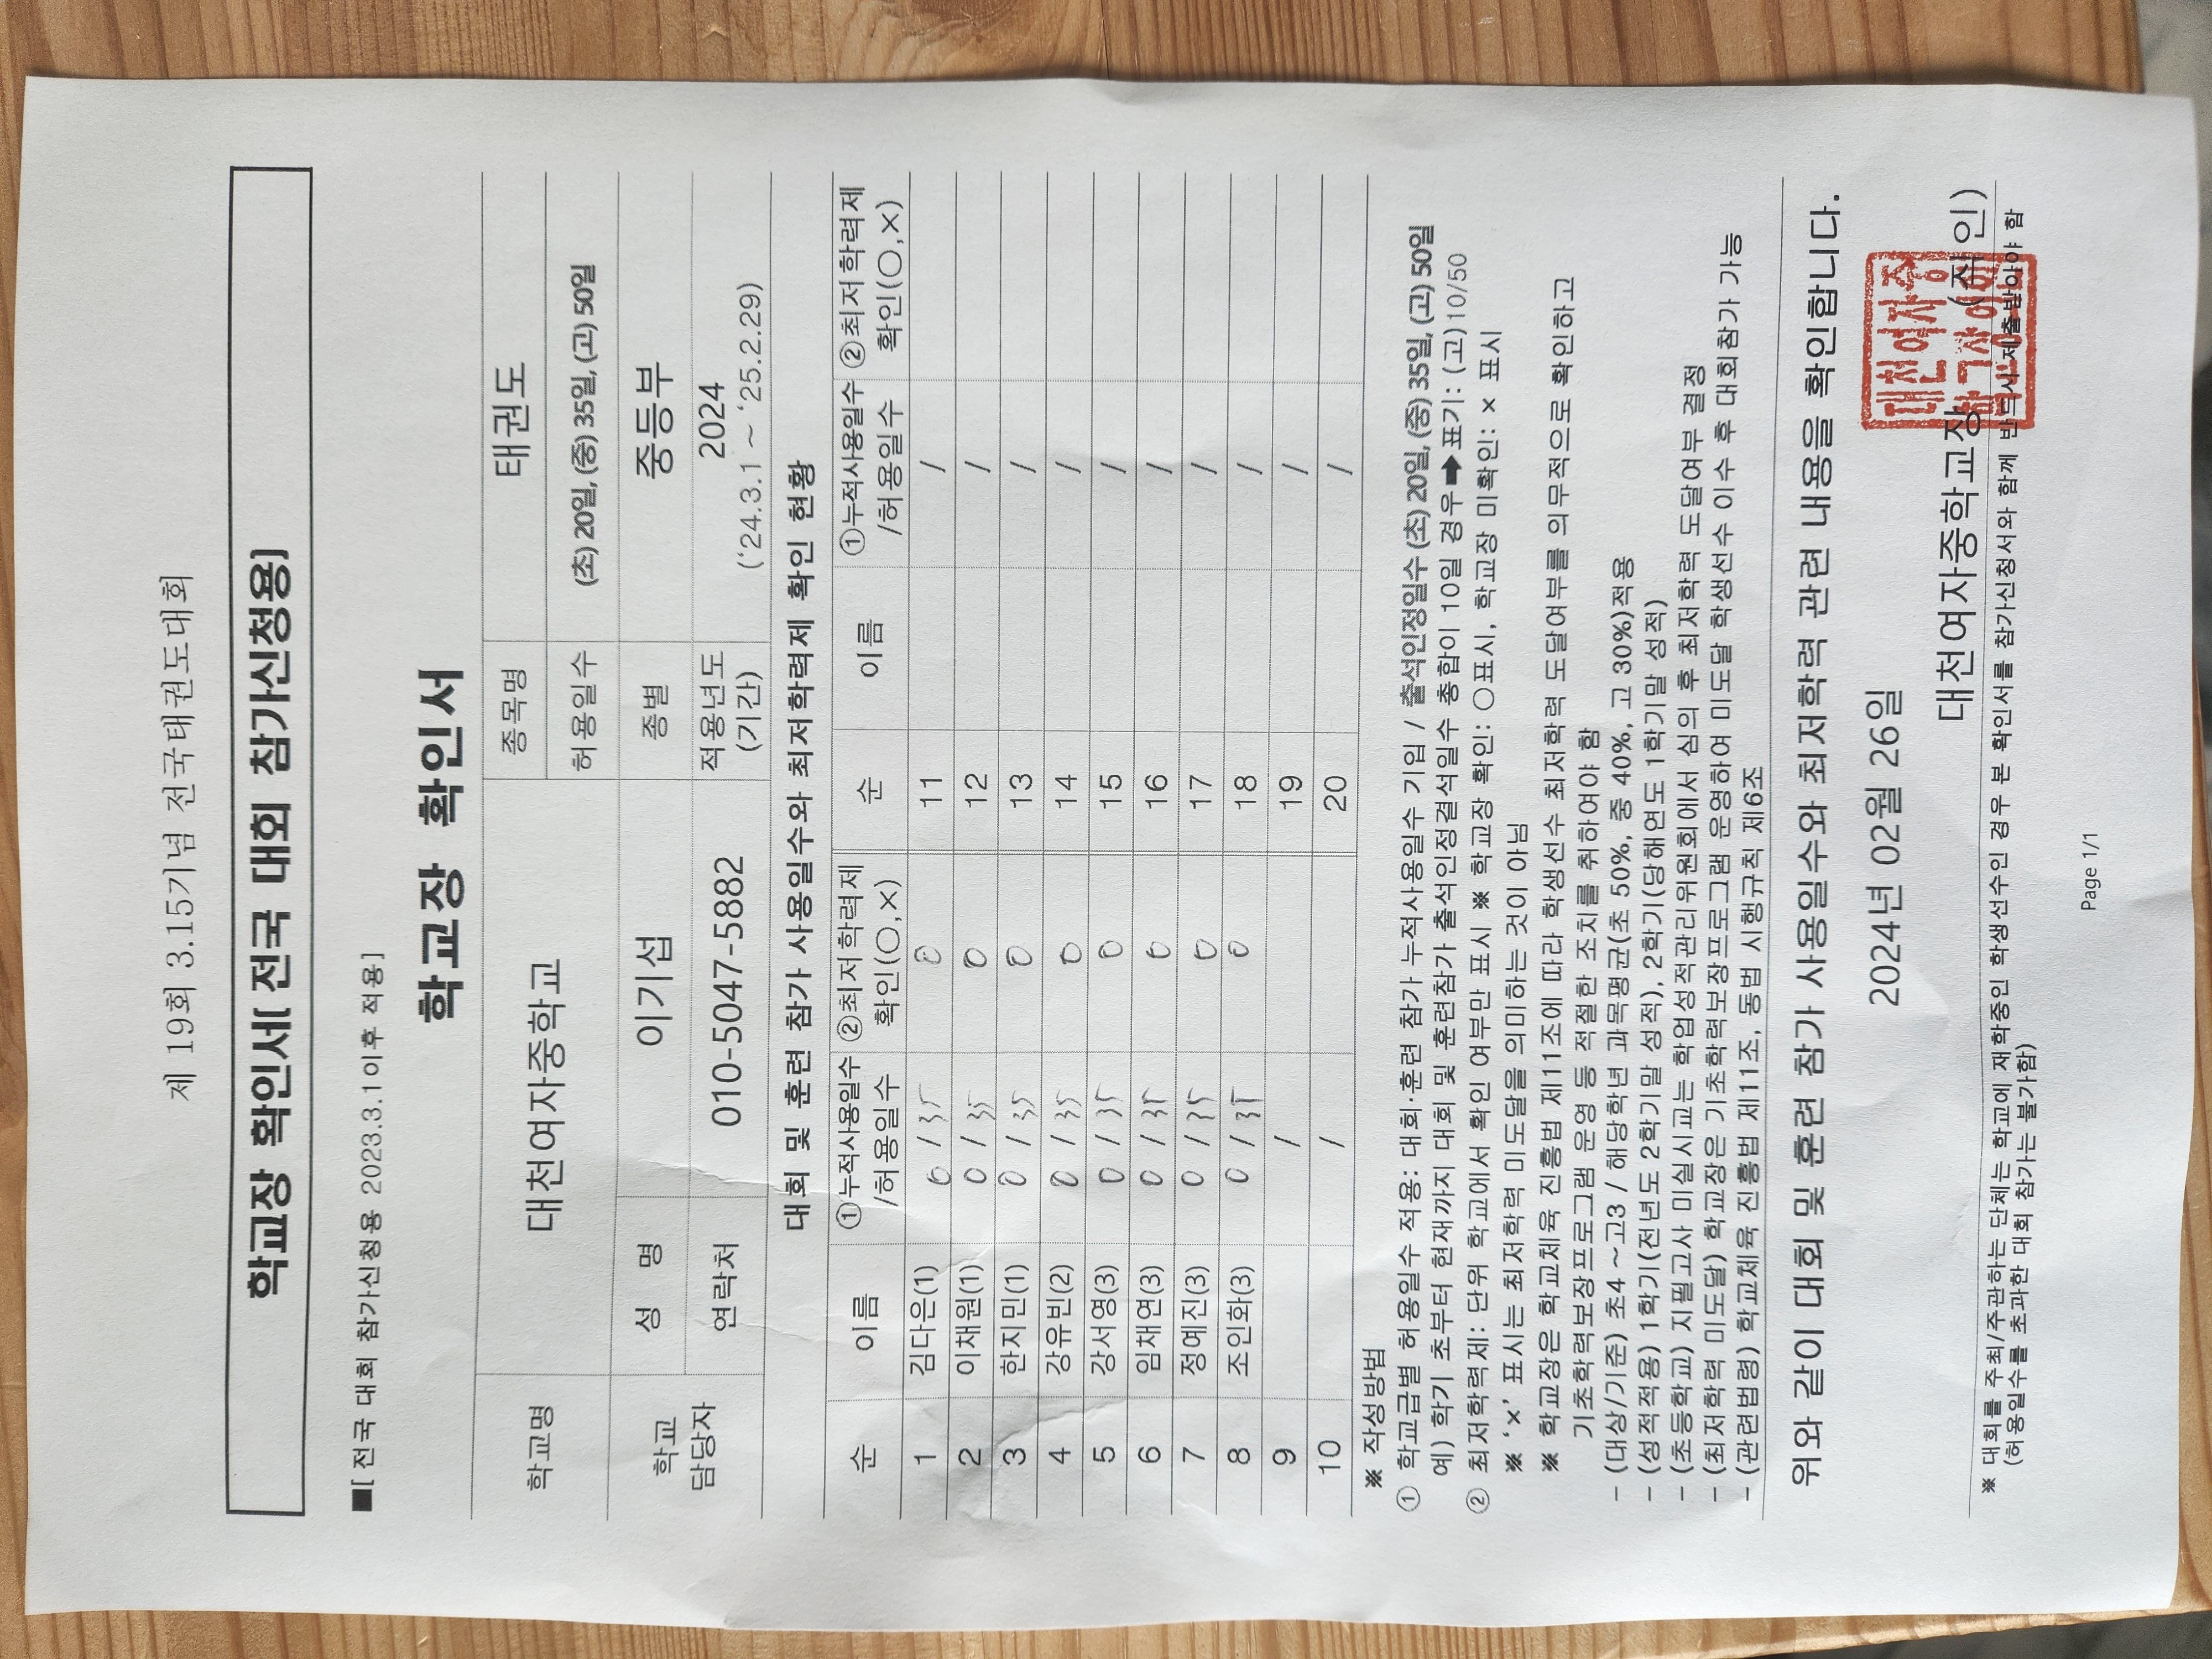 제 19회 3.15기념 전국태권도대회
학교장 확인서[ 전국 대회 참가신청용]
■[ 전국 대회 참가신청용 2023.3.1이후 적용]
학교장 확인서
학교명 대천여자중학교 종목명 태권도
허용일수 (초) 20일, (중) 35일, (고) 50일
학교 담당자 성 명 이기섭 종별 중등부
연락처 010-5047-5882 적용년도 (기간) 2024 (‘24.3.1 ~ ‘25.2.29)
대회 및 훈련 참가 사용일수와 최저학력제 확인 현황
순 이름 ①누적사용일수 /허용일수 ②최저학력제 확인(○,×) 순 이름 ①누적사용일수 /허용일수 ②최저학력제 확인(○,×)
1 김다은(1) 0 / 35 0 11 /
2 이채원(1) 0 / 35 0 12 /
3 한지민(1) 0 / 35 0 13 /
4 강유빈(2) 0 / 35 0 14 /
5 강서영(3) 0 / 35 0 15 /
6 임채연(3) 0 / 35 0 16 /
7 정예진(3) 0 / 35 0 17 /
8 조인화(3) 0 / 35 0 18 /
9 / 19 /
10 / 20 /
※ 작성방법
① 학교급별 허용일수 적용: 대회·훈련 참가 누적사용일수 기입 / 출석인정일수 (초) 20일, (중) 35일, (고) 50일
예) 학기 초부터 현재까지 대회 및 훈련참가 출석인정결석일수 총합이 10일 경우➡표기: (고)10/50
② 최저학력제: 단위 학교에서 확인 여부만 표시 ※ 학교장 확인: ○표시, 학교장 미확인: × 표시
※ ‘×’ 표시는 최저학력 미도달을 의미하는 것이 아님
※ 학교장은 학교체육 진흥법 제11조에 따라 학생선수 최저학력 도달여부를 의무적으로 확인하고
기초학력보장프로그램 운영 등 적절한 조치를 취하여야 함
- (대상/기준) 초4 ~고3 / 해당학년 과목평균(초 50%, 중 40%, 고 30%)적용
- (성적적용) 1학기(전년도 2학기말 성적), 2학기(당해연도 1학기말 성적)
- (초등학교) 지필고사 미실시교는 학업성적관리위원회에서 심의 후 최저학력 도달여부 결정
- (최저학력 미도달) 학교장은 기초학력보장프로그램 운영하여 미도달 학생선수 이수 후 대회참가 가능
- (관련법령) 학교체육 진흥법 제11조, 동법 시행규칙 제6조
위와 같이 대회 및 훈련 참가 사용일수와 최저학력 관련 내용을 확인합니다.
2024년 02월 26일
대천여자중학교장 (직인)
대천여자중
※ 대회를 주최/주관하는 단체는 학교에 재학중인 학생선수인 경우 본 확인서를 참가신청서와 함께 반드시 제출받아야 함
(허용일수를 초과한 대회 참가는 불가함)
Page 1/1